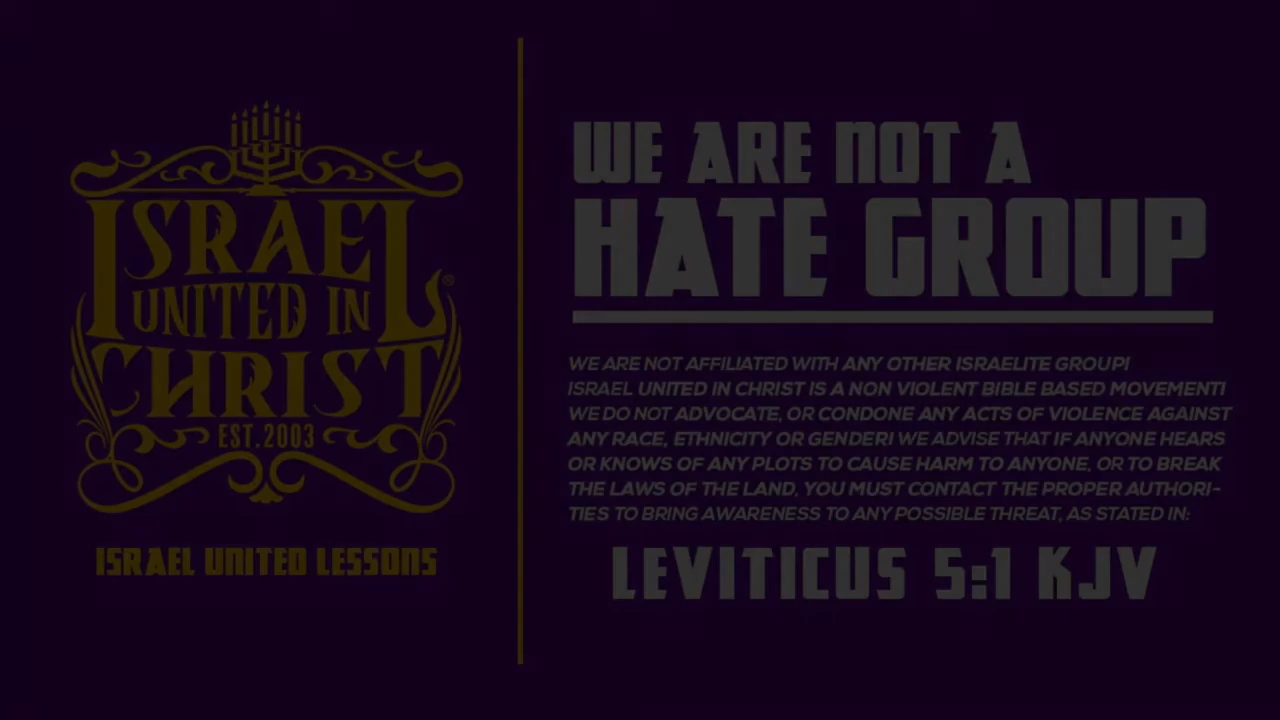 ISRAEL
UNITED IN
CHRIST
®
EST.2003
ISRAEL UNITED LESSONS
WE ARE NOT A
HATE GROUP
WE ARE NOT AFFILIATED WITH ANY OTHER ISRAELITE GROUP!
ISRAEL UNITED IN CHRIST IS A NON VIOLENT BIBLE BASED MOVEMENT!
WE DO NOT ADVOCATE, OR CONDONE ANY ACTS OF VIOLENCE AGAINST
ANY RACE, ETHNICITY OR GENDER! WE ADVISE THAT IF ANYONE HEARS
OR KNOWS OF ANY PLOTS TO CAUSE HARM TO ANYONE, OR TO BREAK
THE LAWS OF THE LAND, YOU MUST CONTACT THE PROPER AUTHORI-
TIES TO BRING AWARENESS TO ANY POSSIBLE THREAT, AS STATED IN:
LEVITICUS 5:1 KJV